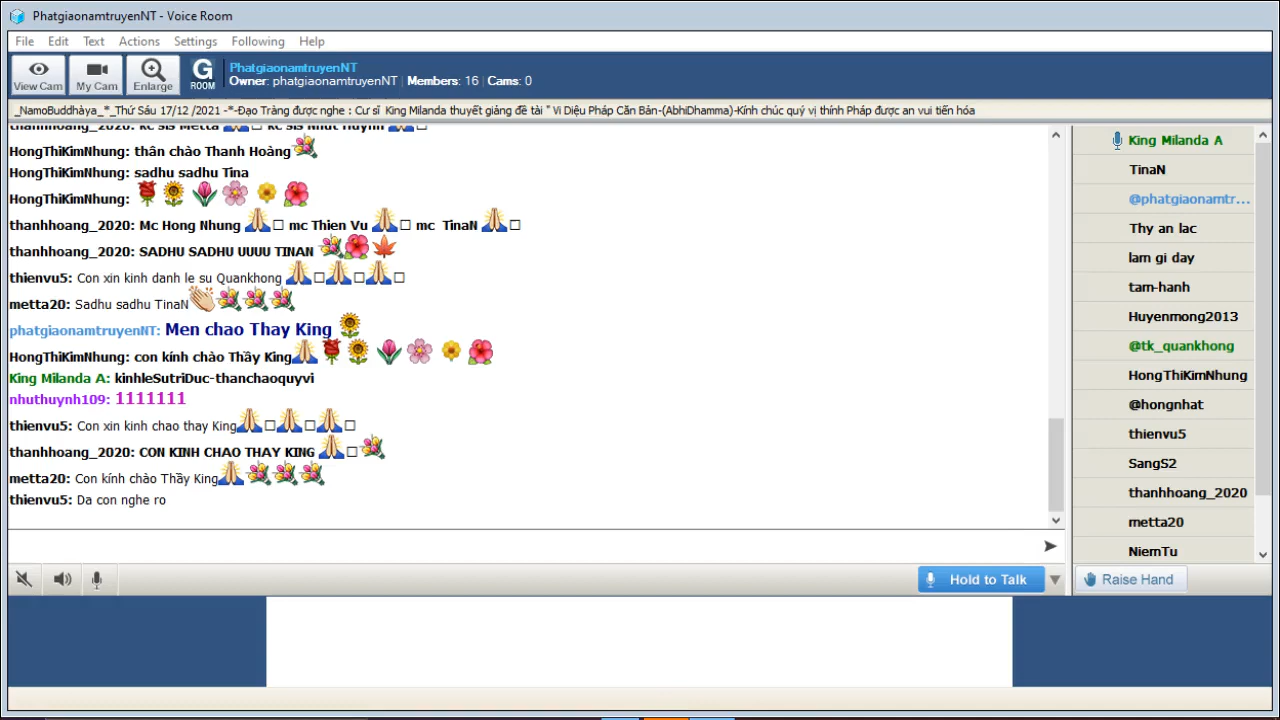 PhatgiaonamtruyenNT - Voice Room
File Edit Text Actions Settings Following Help
View Cam My Cam Enlarge G ROOM
PhatgiaonamtruyenNT
Owner: phatgiaonamtruyenNT | Members: 16 | Cams: 0
_NamoBuddhàya_*_Thứ Sáu 17/12 /2021 -*-Đạo Tràng được nghe : Cư sĩ King Milanda thuyết giảng đề tài " Vi Diệu Pháp Căn Bản-(AbhiDhamma)-Kính chúc quý vị thính Pháp được an vui tiến hóa
thanhhoang_2020: kc sis Metta kc sis Nhut Huynh
HongThiKimNhung: thân chào Thanh Hoàng
HongThiKimNhung: sadhu sadhu Tina
HongThiKimNhung:
thanhhoang_2020: Mc Hong Nhung mc Thien Vu mc TinaN
thanhhoang_2020: SADHU SADHU UUUU TINAN
thienvu5: Con xin kinh danh le su Quankhong
metta20: Sadhu sadhu TinaN
phatgiaonamtruyenNT: Men chao Thay King
HongThiKimNhung: con kính chào Thầy King
King Milanda A: kinhleSutriDuc-thanchaoquyvi
nhuthuynh109: 1111111
thienvu5: Con xin kinh chao thay King
thanhhoang_2020: CON KINH CHAO THAY KING
metta20: Con kính chào Thầy King
thienvu5: Da con nghe ro
Hold to Talk
King Milanda A
TinaN
@phatgiaonamtr...
Thy an lac
lam gi day
tam-hanh
Huyenmong2013
@tk_quankhong
HongThiKimNhung
@hongnhat
thienvu5
SangS2
thanhhoang_2020
metta20
NiemTu
Raise Hand